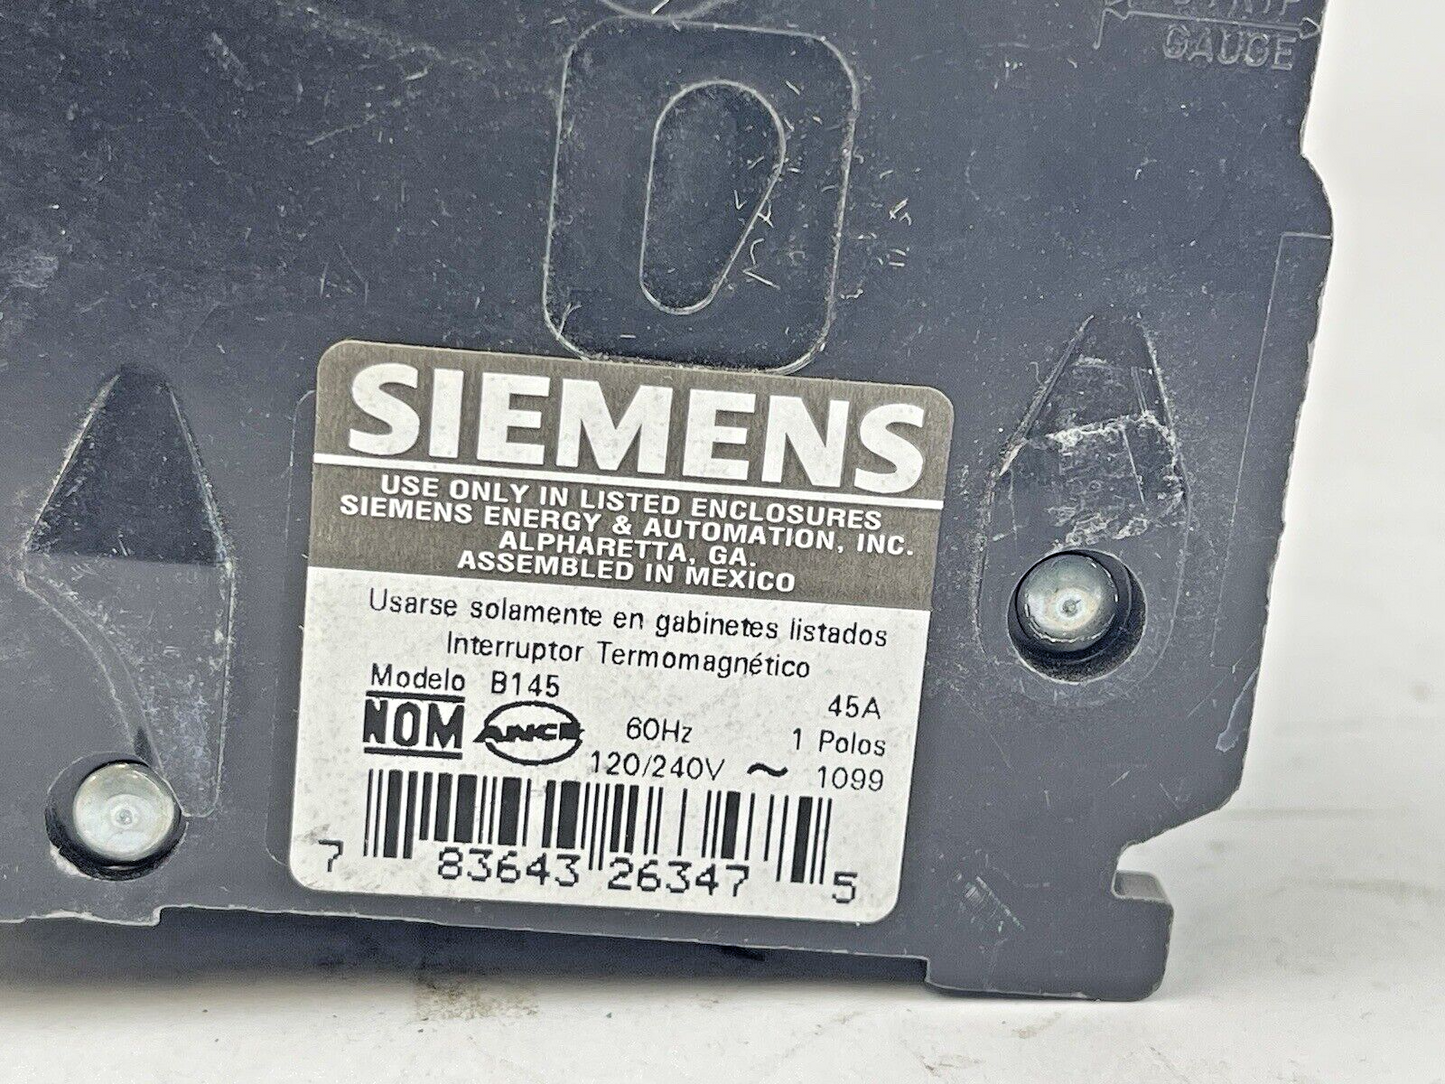 STRIP
GAUGE
SIEMENS
USE ONLY IN LISTED ENCLOSURES
SIEMENS ENERGY & AUTOMATION, INC.
ALPHARETTA, GA.
ASSEMBLED IN MEXICO
Usarse solamente en gabinetes listados
Interruptor Termomagnético
Modelo B145 45A
NOM ANCE 60Hz 1 Polos
120/240V ~ 1099
7 83643 26347 5